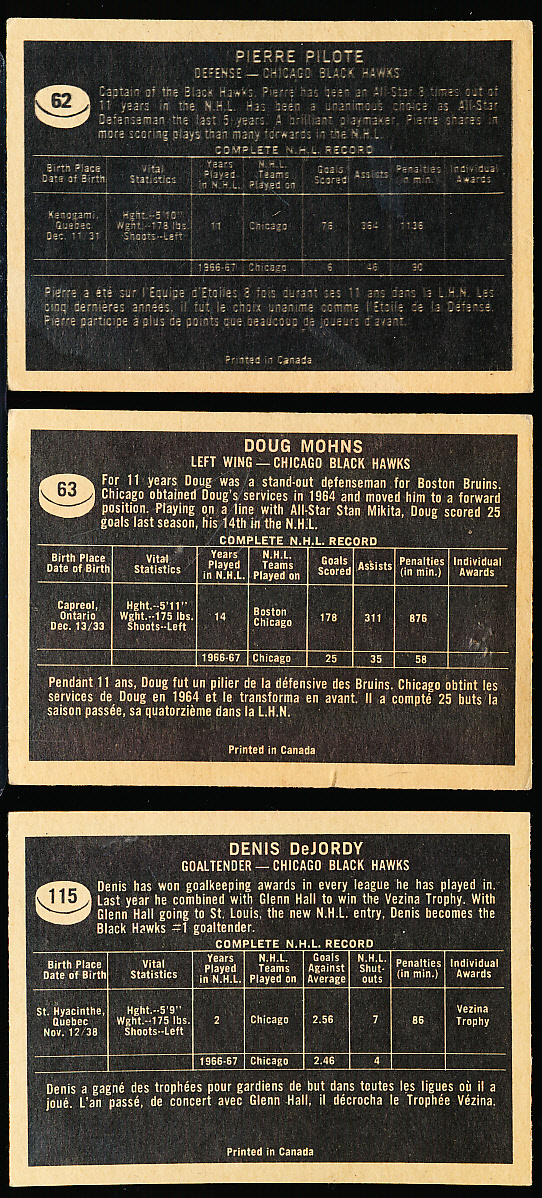 PIERRE PILOTE
DEFENSE — CHICAGO BLACK HAWKS
62
Captain of the Black Hawks, Pierre has been an All-Star 8 times out of
11 years in the N.H.L. Has been a unanimous choice as All-Star
Defenseman the last 5 years. A brilliant playmaker, Pierre shares in
more scoring plays than many forwards in the N.H.L.
COMPLETE N.H.L. RECORD
Birth Place Date of Birth Vital Statistics Years Played in N.H.L. N.H.L. Teams Played on Goals Scored Assists Penalties in min.) Individual Awards
Kenogami, Quebec Dec. 11/31 Hght.--5'10" Wght.--178 lbs. Shoots--Left 11 Chicago 76 364 1136
1966-67 Chicago 6 46 90
Pierre a été sur l'Equipe d'Etoiles 8 fois durant ses 11 ans dans la L.H.N. Les
cinq dernières années, il fut le choix unanime comme l'Etoile de la Défense.
Pierre participe à plus de points que beaucoup de joueurs d'avant.
Printed in Canada
DOUG MOHNS
LEFT WING — CHICAGO BLACK HAWKS
63
For 11 years Doug was a stand-out defenseman for Boston Bruins.
Chicago obtained Doug's services in 1964 and moved him to a forward
position. Playing on a line with All-Star Stan Mikita, Doug scored 25
goals last season, his 14th in the N.H.L.
COMPLETE N.H.L. RECORD
Birth Place Date of Birth Vital Statistics Years Played in N.H.L. N.H.L. Teams Played on Goals Scored Assists Penalties (in min.) Individual Awards
Capreol, Ontario Dec. 13/33 Hght.--5'11" Wght.--175 lbs. Shoots--Left 14 Boston Chicago 178 311 876
1966-67 Chicago 25 35 58
Pendant 11 ans, Doug fut un pilier de la défensive des Bruins. Chicago obtint les
services de Doug en 1964 et le transforma en avant. Il a compté 25 buts la
saison passée, sa quatorzième dans la L.H.N.
Printed in Canada
DENIS DeJORDY
GOALTENDER — CHICAGO BLACK HAWKS
115
Denis has won goalkeeping awards in every league he has played in.
Last year he combined with Glenn Hall to win the Vezina Trophy. With
Glenn Hall going to St. Louis, the new N.H.L. entry, Denis becomes the
Black Hawks #1 goaltender.
COMPLETE N.H.L. RECORD
Birth Place Date of Birth Vital Statistics Years Played in N.H.L. N.H.L. Teams Played on Goals Against Average N.H.L. Shut-outs Penalties (in min.) Individual Awards
St. Hyacinthe, Quebec Nov. 12/38 Hght.--5'9" Wght.--175 lbs. Shoots--Left 2 Chicago 2.56 7 86 Vezina Trophy
1966-67 Chicago 2.46 4
Denis a gagné des trophées pour gardiens de but dans toutes les ligues où il a
joué. L'an passé, de concert avec Glenn Hall, il décrocha le Trophée Vézina.
Printed in Canada